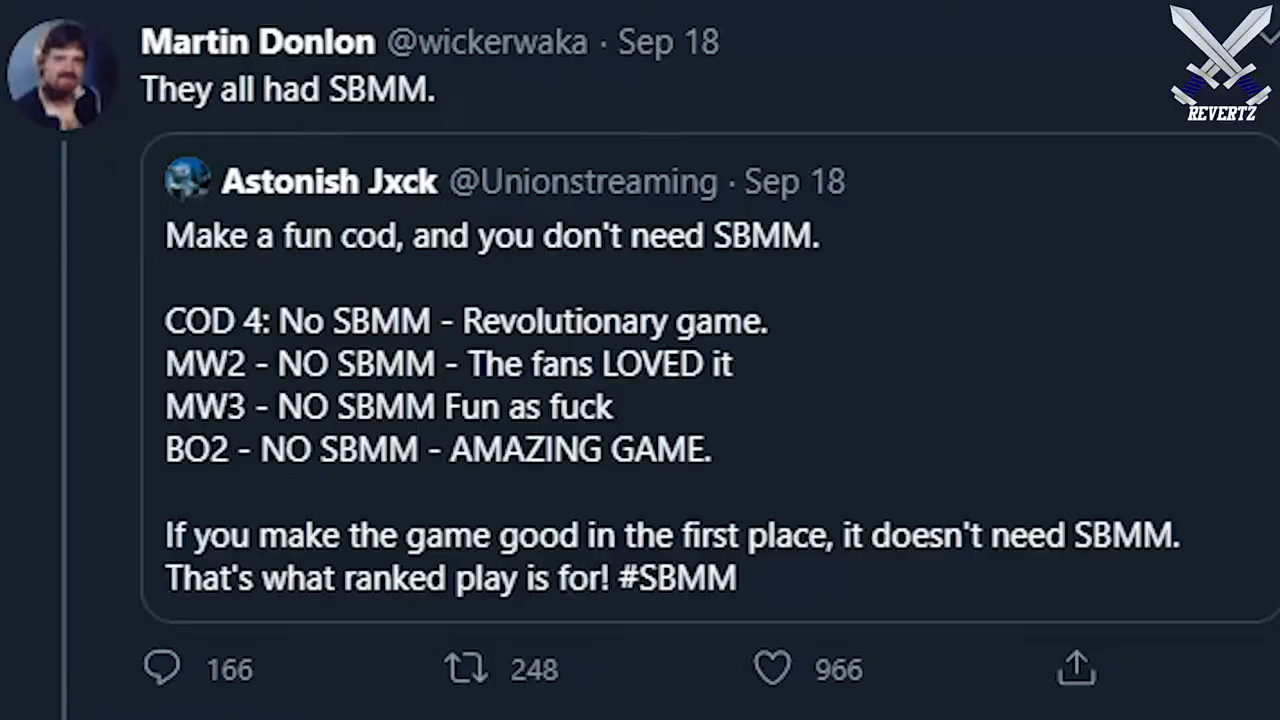 Martin Donlon @wickerwaka · Sep 18
They all had SBMM.
REVERTZ
Astonish Jxck @Unionstreaming · Sep 18
Make a fun cod, and you don't need SBMM.
COD 4: No SBMM - Revolutionary game.
MW2 - NO SBMM - The fans LOVED it
MW3 - NO SBMM Fun as fuck
BO2 - NO SBMM - AMAZING GAME.
If you make the game good in the first place, it doesn't need SBMM.
That's what ranked play is for! #SBMM
166 248 966